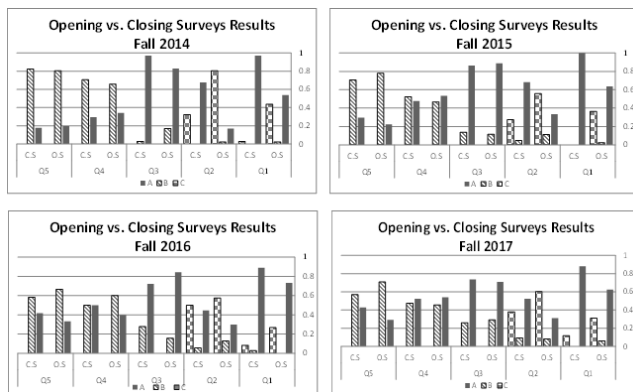 Opening vs. Closing Surveys Results
Fall 2014
1
0.8
0.6
0.4
0.2
0
C.S O.S C.S O.S C.S O.S C.S O.S C.S O.S
Q5 Q4 Q3 Q2 Q1
A B C
Opening vs. Closing Surveys Results
Fall 2015
1
0.8
0.6
0.4
0.2
0
C.S O.S C.S O.S C.S O.S C.S O.S C.S O.S
Q5 Q4 Q3 Q2 Q1
A B C
Opening vs. Closing Surveys Results
Fall 2016
1
0.8
0.6
0.4
0.2
0
C.S O.S C.S O.S C.S O.S C.S O.S C.S O.S
Q5 Q4 Q3 Q2 Q1
A B C
Opening vs. Closing Surveys Results
Fall 2017
1
0.8
0.6
0.4
0.2
0
C.S O.S C.S O.S C.S O.S C.S O.S C.S O.S
Q5 Q4 Q3 Q2 Q1
A B C